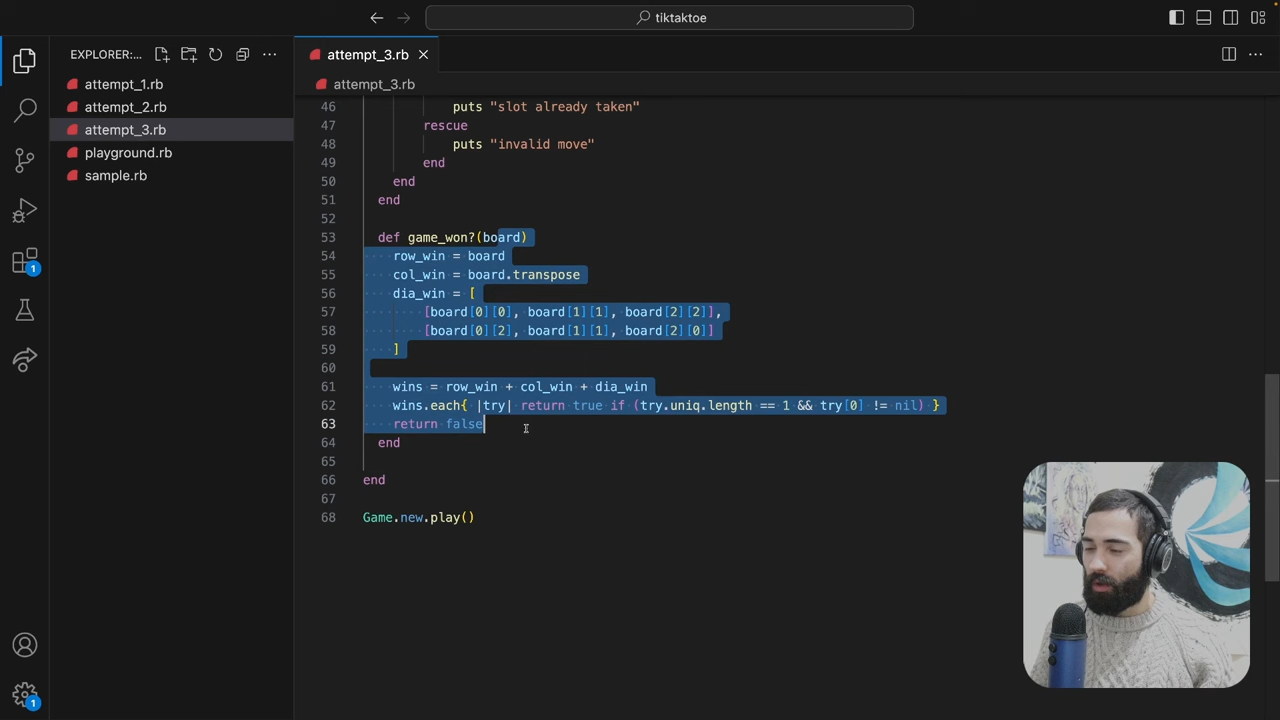 tiktaktoe
EXPLORER:...
attempt_1.rb
attempt_2.rb
attempt_3.rb
playground.rb
sample.rb
1
1
attempt_3.rb
attempt_3.rb
46 puts "slot already taken"
47 rescue
48 puts "invalid move"
49 end
50 end
51 end
52
53 def game_won?(board)
54 row_win = board
55 col_win = board.transpose
56 dia_win = [
57 [board[0][0], board[1][1], board[2][2]],
58 [board[0][2], board[1][1], board[2][0]]
59 ]
60
61 wins = row_win + col_win + dia_win
62 wins.each{ |try| return true if (try.uniq.length == 1 && try[0] != nil) }
63 return false
64 end
65
66 end
67
68 Game.new.play()